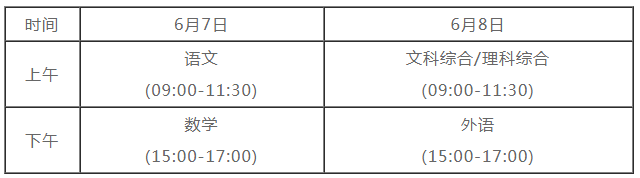 时间 6月7日 6月8日
上午 语文 文科综合/理科综合
(09:00-11:30) (09:00-11:30)
下午 数学 外语
(15:00-17:00) (15:00-17:00)